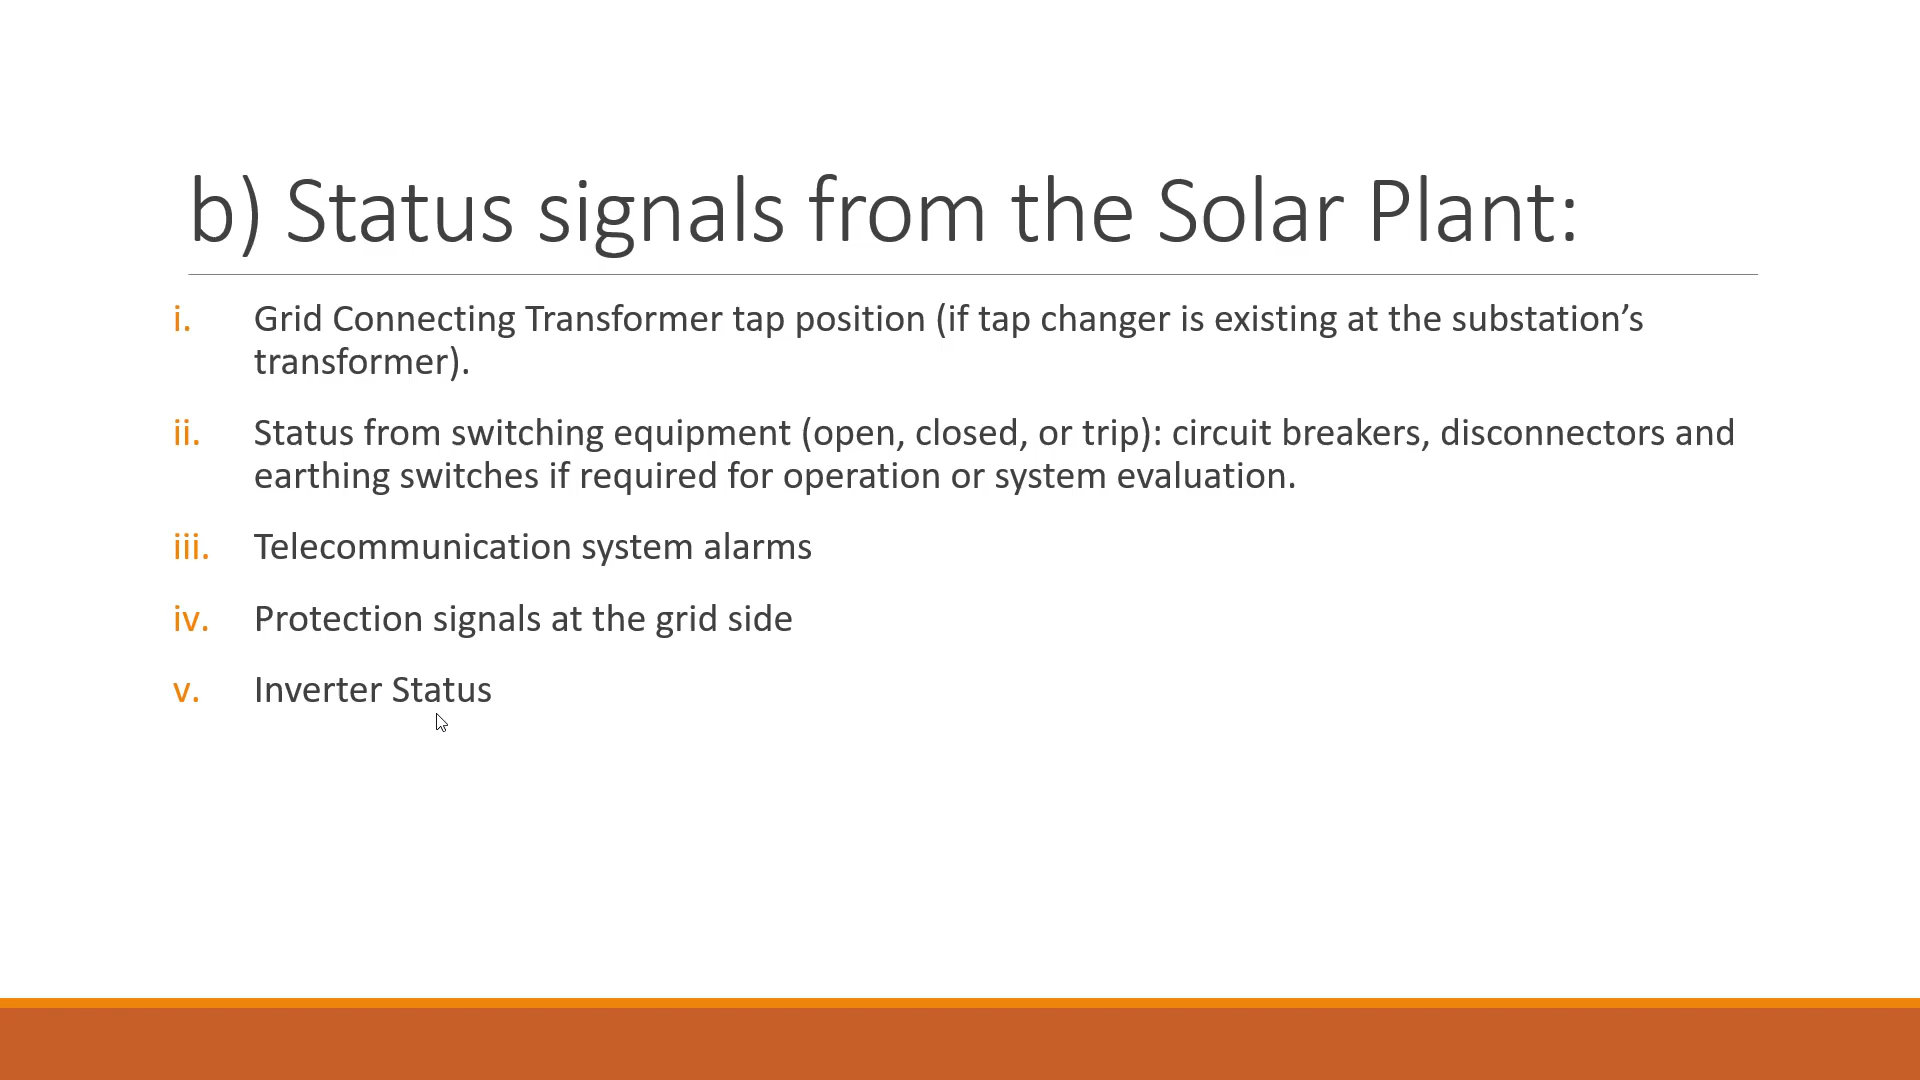 b) Status signals from the Solar Plant:
i. Grid Connecting Transformer tap position (if tap changer is existing at the substation’s
transformer).
ii. Status from switching equipment (open, closed, or trip): circuit breakers, disconnectors and
earthing switches if required for operation or system evaluation.
iii. Telecommunication system alarms
iv. Protection signals at the grid side
v. Inverter Status